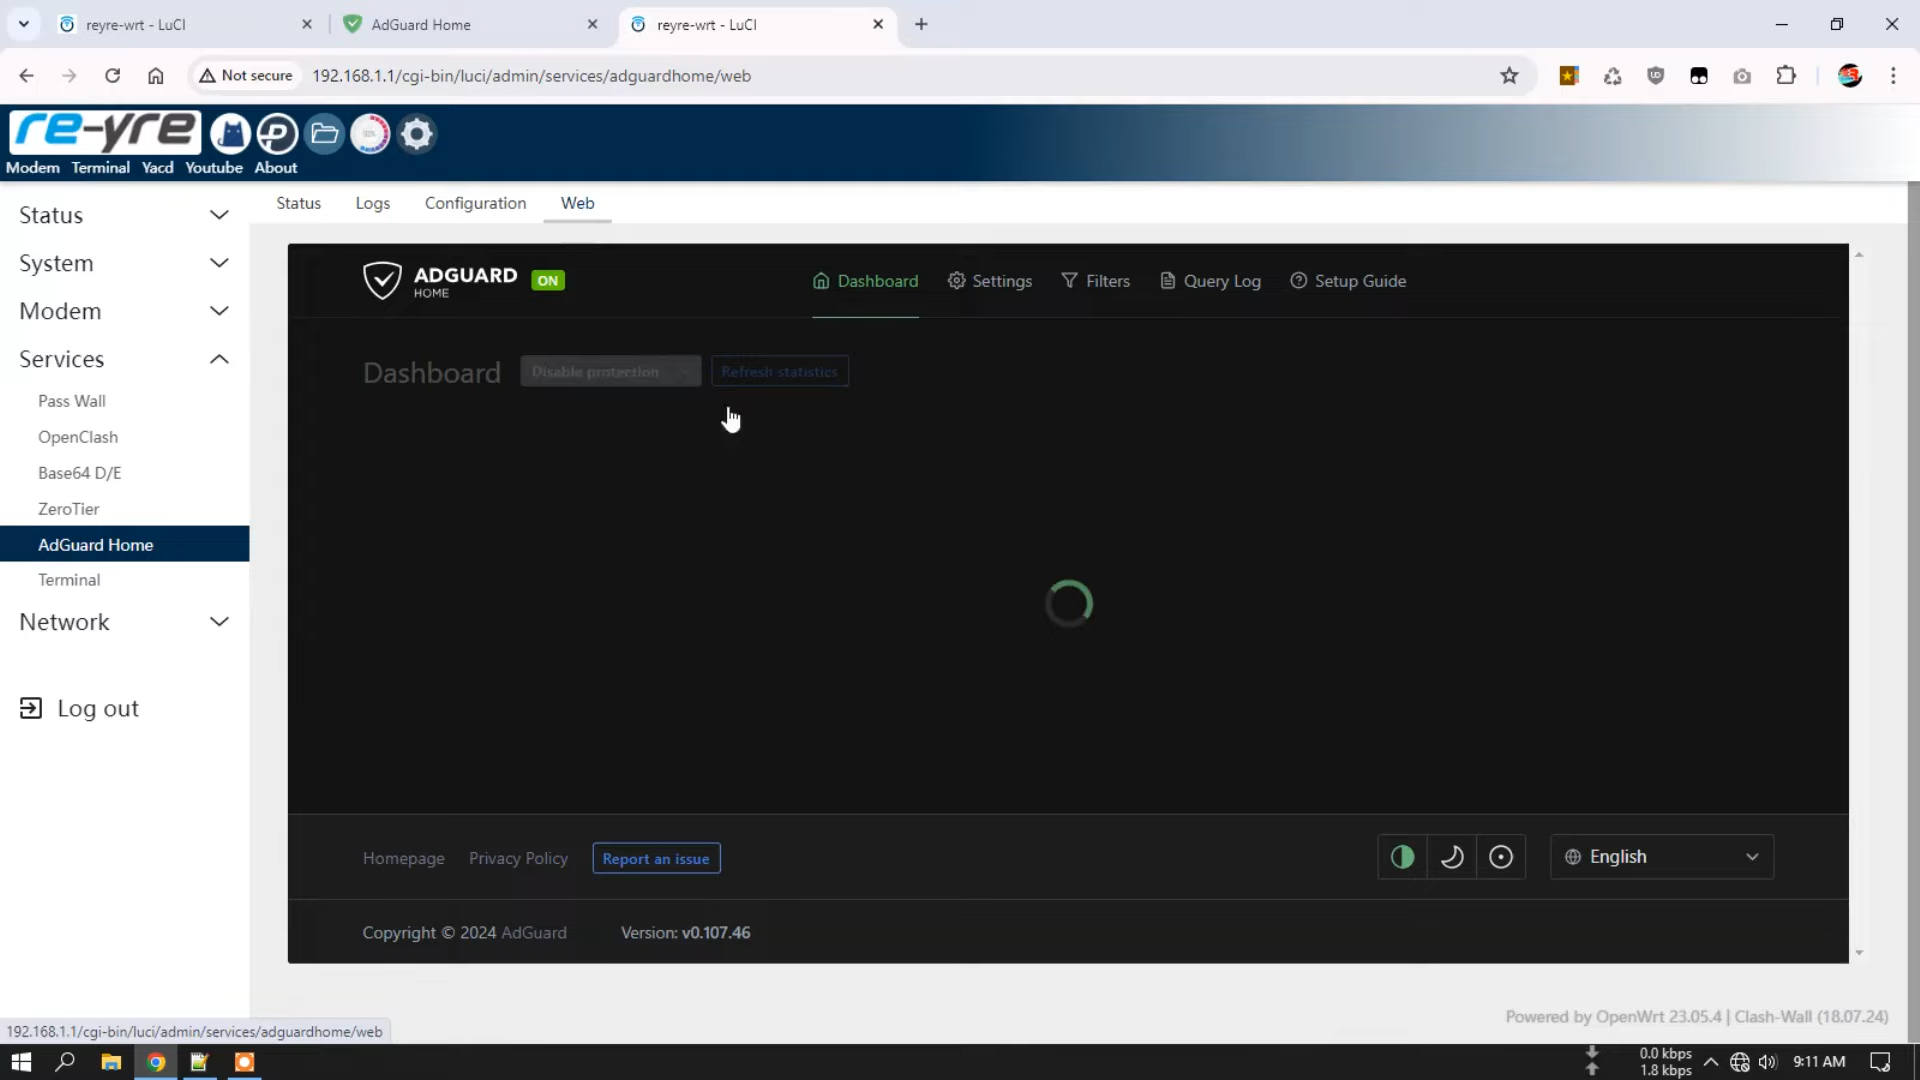 reyre-wrt - LuCI
AdGuard Home
reyre-wrt - LuCI
Not secure
192.168.1.1/cgi-bin/luci/admin/services/adguardhome/web
re-yre
Modem Terminal Yacd Youtube About
Status
System
Modem
Services
Pass Wall
OpenClash
Base64 D/E
ZeroTier
AdGuard Home
Terminal
Network
Log out
Status Logs Configuration Web
ADGUARD
HOME
ON
Dashboard Settings Filters Query Log Setup Guide
Dashboard Disable protection Refresh statistics
Homepage Privacy Policy Report an issue
English
Copyright © 2024 AdGuard Version: v0.107.46
Powered by OpenWrt 23.05.4 | Clash-Wall (18.07.24)
192.168.1.1/cgi-bin/luci/admin/services/adguardhome/web
0.0 kbps
1.8 kbps
9:11 AM